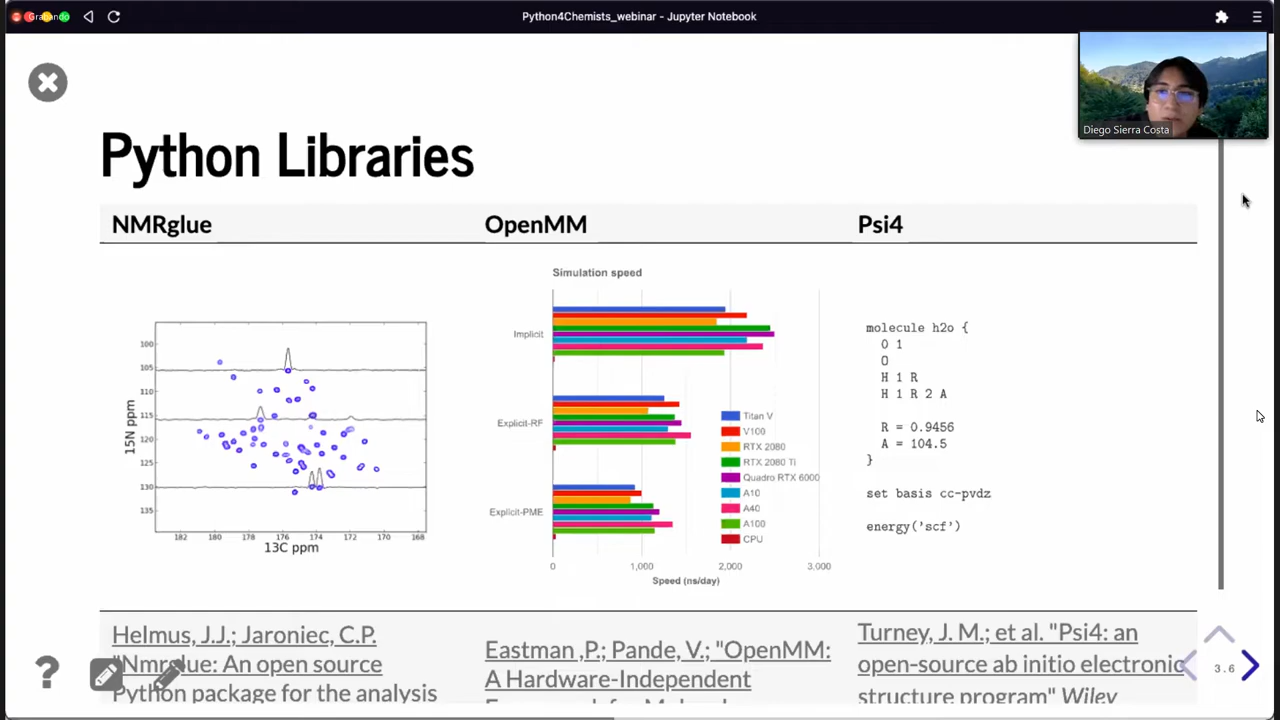 Grabando
Python4Chemists_webinar - Jupyter Notebook
Diego Sierra Costa
Python Libraries
NMRglue
OpenMM
Psi4
100
105
110
115
120
125
130
135
15N ppm
182
180
178
176
174
172
170
168
13C ppm
Simulation speed
Implicit
Explicit-RF
Explicit-PME
Titan V
V100
RTX 2080
RTX 2080 Ti
Quadro RTX 6000
A10
A40
A100
CPU
0
1,000
2,000
3,000
Speed (ns/day)
molecule h2o {
O 1
O
H 1 R
H 1 R 2 A
R = 0.9456
A = 104.5
}
set basis cc-pvdz
energy('scf')
Helmus, J.J.; Jaroniec, C.P.
"Nmrglue: An open source
Python package for the analysis
Eastman ,P.; Pande, V.; "OpenMM:
A Hardware-Independent
Turney, J. M.; et al. "Psi4: an
open-source ab initio electronic
structure program" Wiley
?
3.6